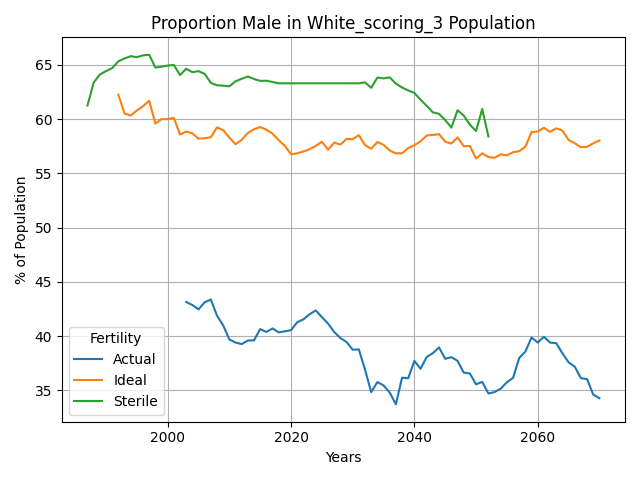 Proportion Male in White_scoring_3 Population
% of Population
65
60
55
50
45
40
35
Fertility
Actual
Ideal
Sterile
2000
2020
2040
2060
Years